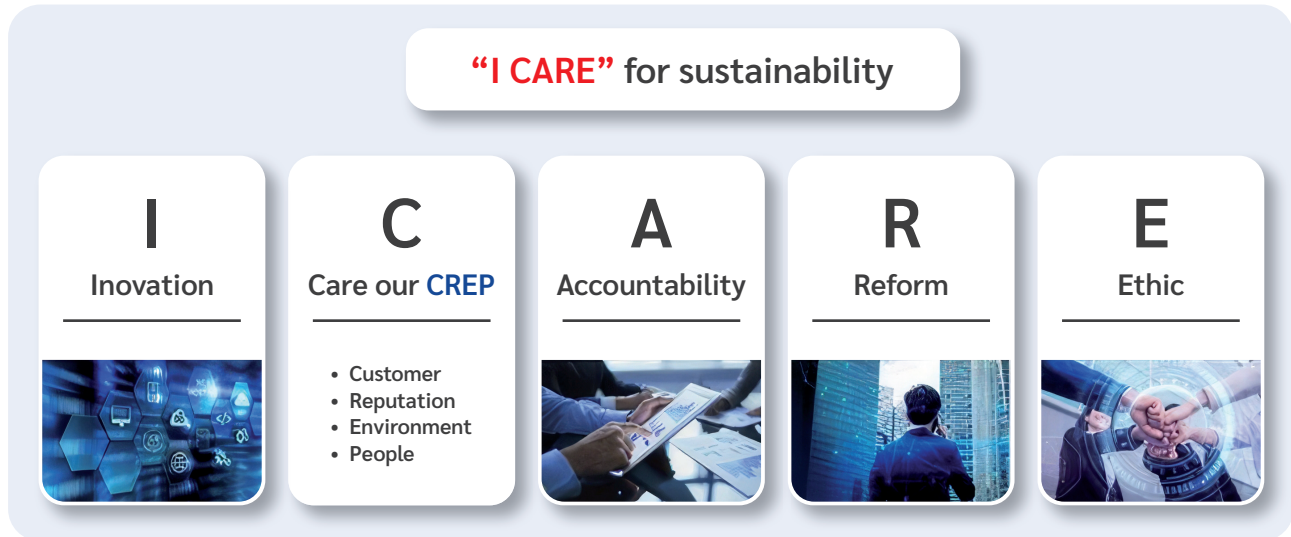 “I CARE” for sustainability
I
Inovation
C
Care our CREP
• Customer
• Reputation
• Environment
• People
A
Accountability
R
Reform
E
Ethic